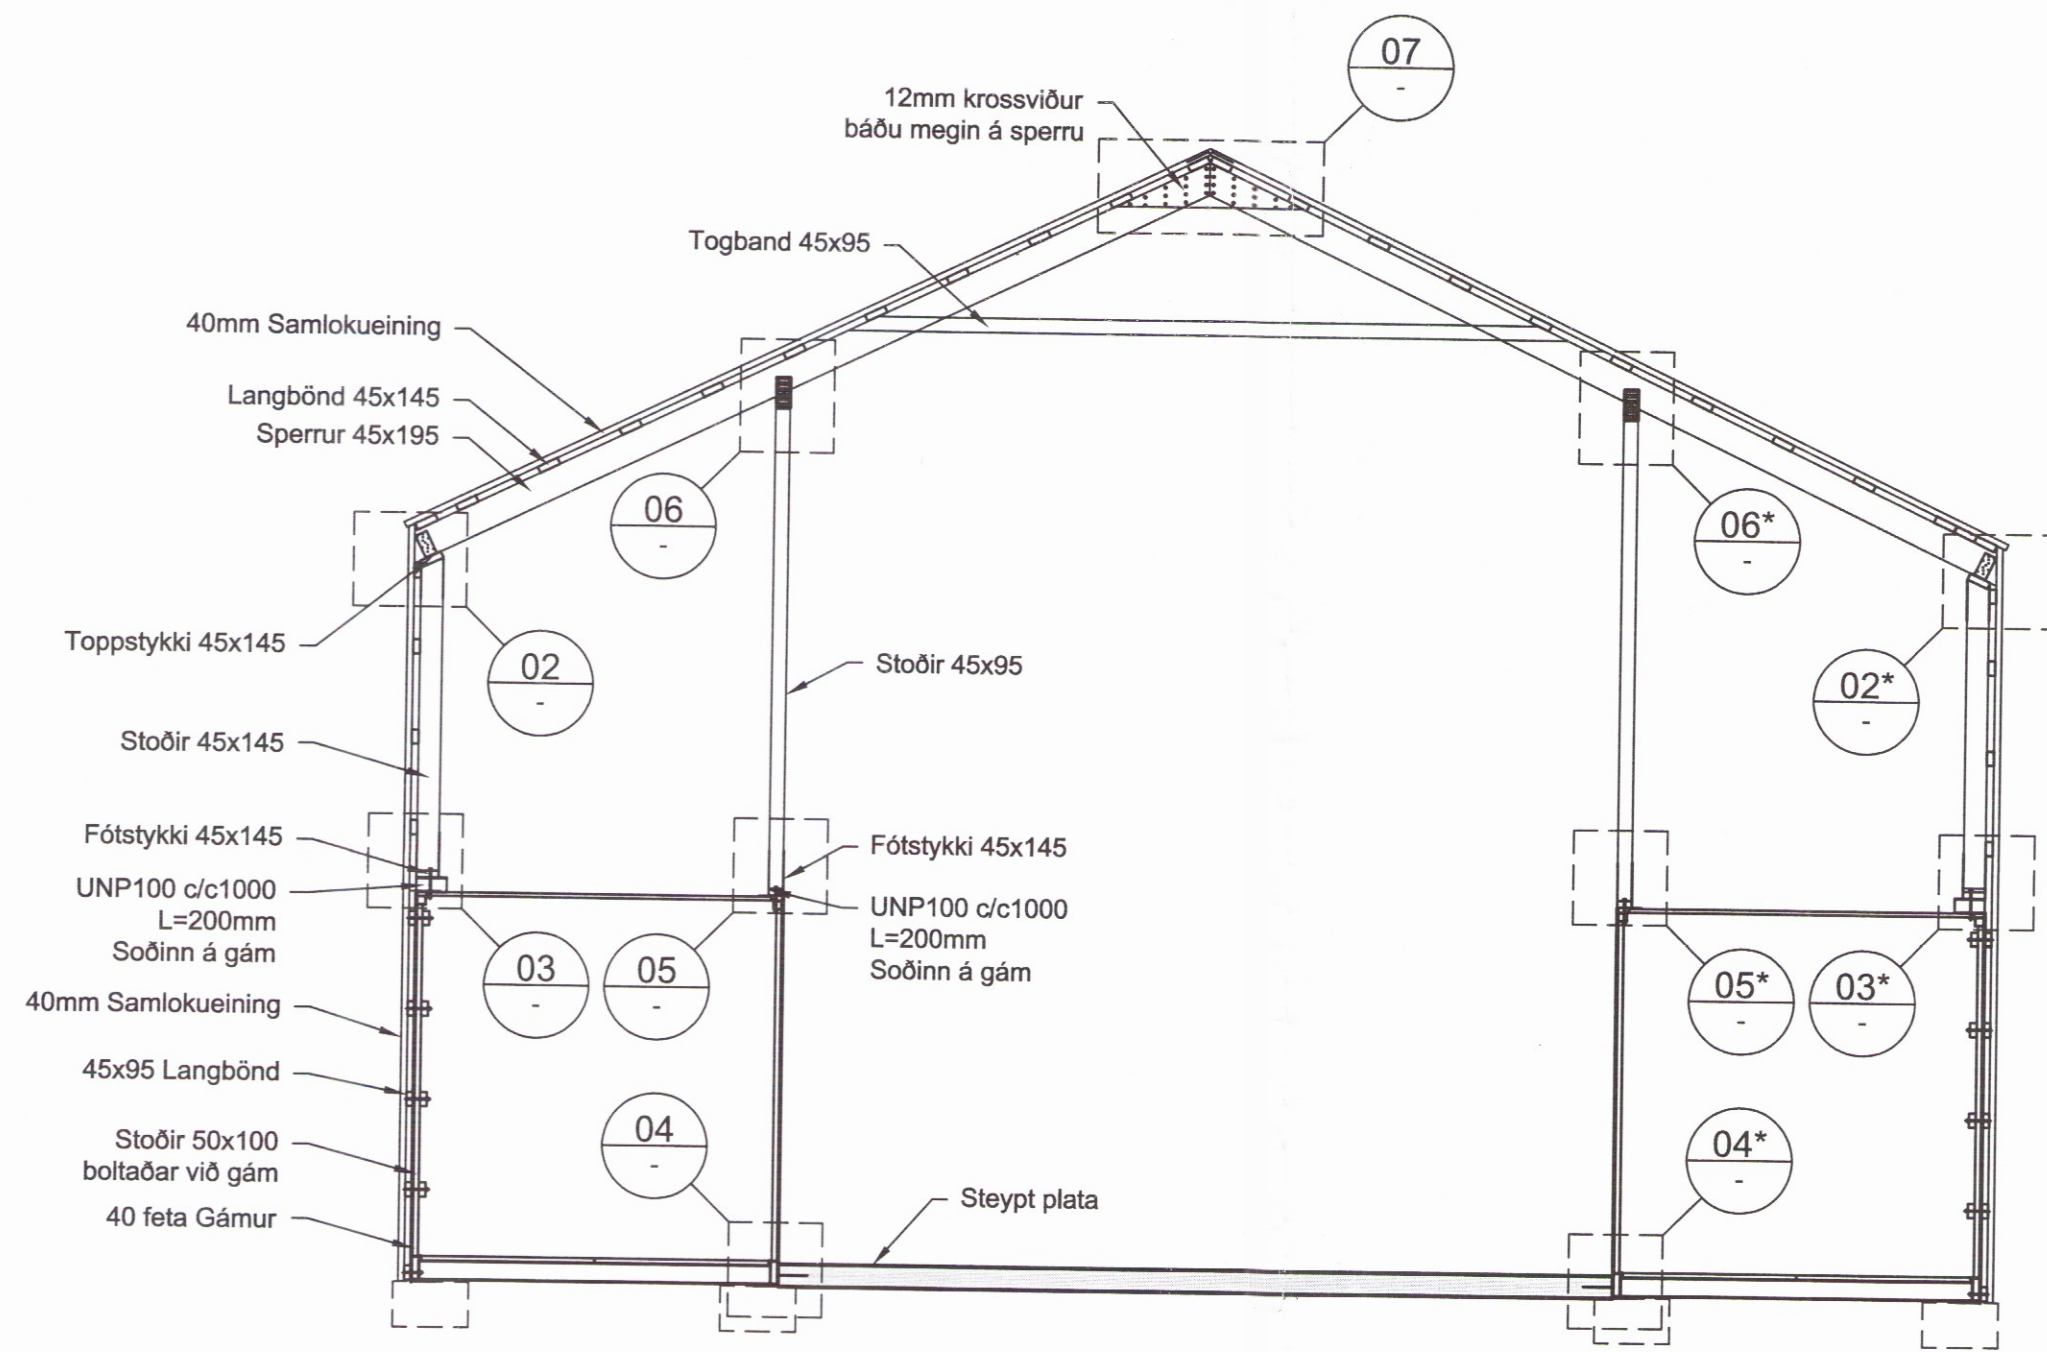 07
-
12mm krossviður
báðu megin á sperru
Togband 45x95
40mm Samlokueining
Langbönd 45x145
Sperrur 45x195
06
-
06*
-
Toppstykki 45x145
02
-
Stoðir 45x95
02*
-
Stoðir 45x145
Fótstykki 45x145
Fótstykki 45x145
UNP100 c/c1000
L=200mm
Soðinn á gám
UNP100 c/c1000
L=200mm
Soðinn á gám
03
-
05
-
05*
-
03*
-
40mm Samlokueining
45x95 Langbönd
Stoðir 50x100
boltaðar við gám
40 feta Gámur
04
-
04*
-
Steypt plata